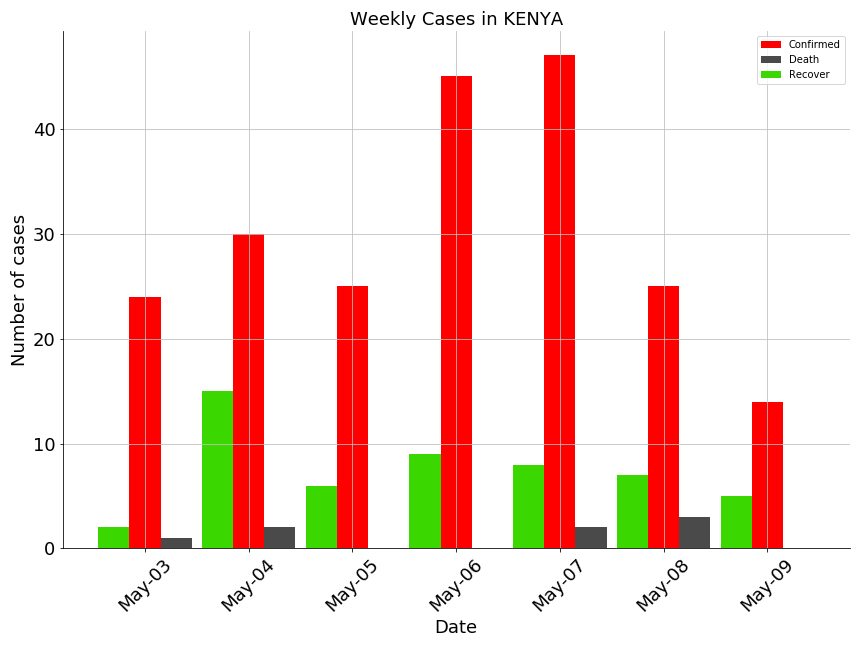 Weekly Cases in KENYA
Confirmed
Death
Recover
Number of cases
40
30
20
10
0
May-03
May-04
May-05
May-06
May-07
May-08
May-09
Date